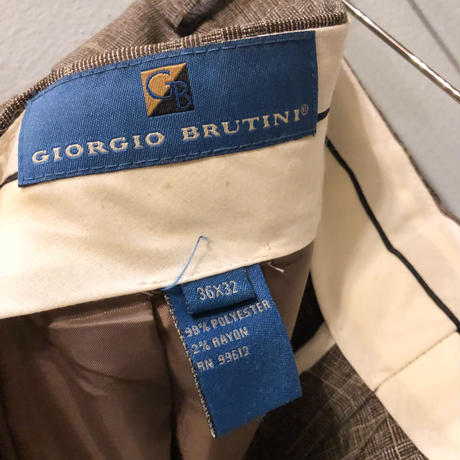 GB
GIORGIO BRUTINI®
36X32
98% POLYESTER
2% RAYON
RN 99612